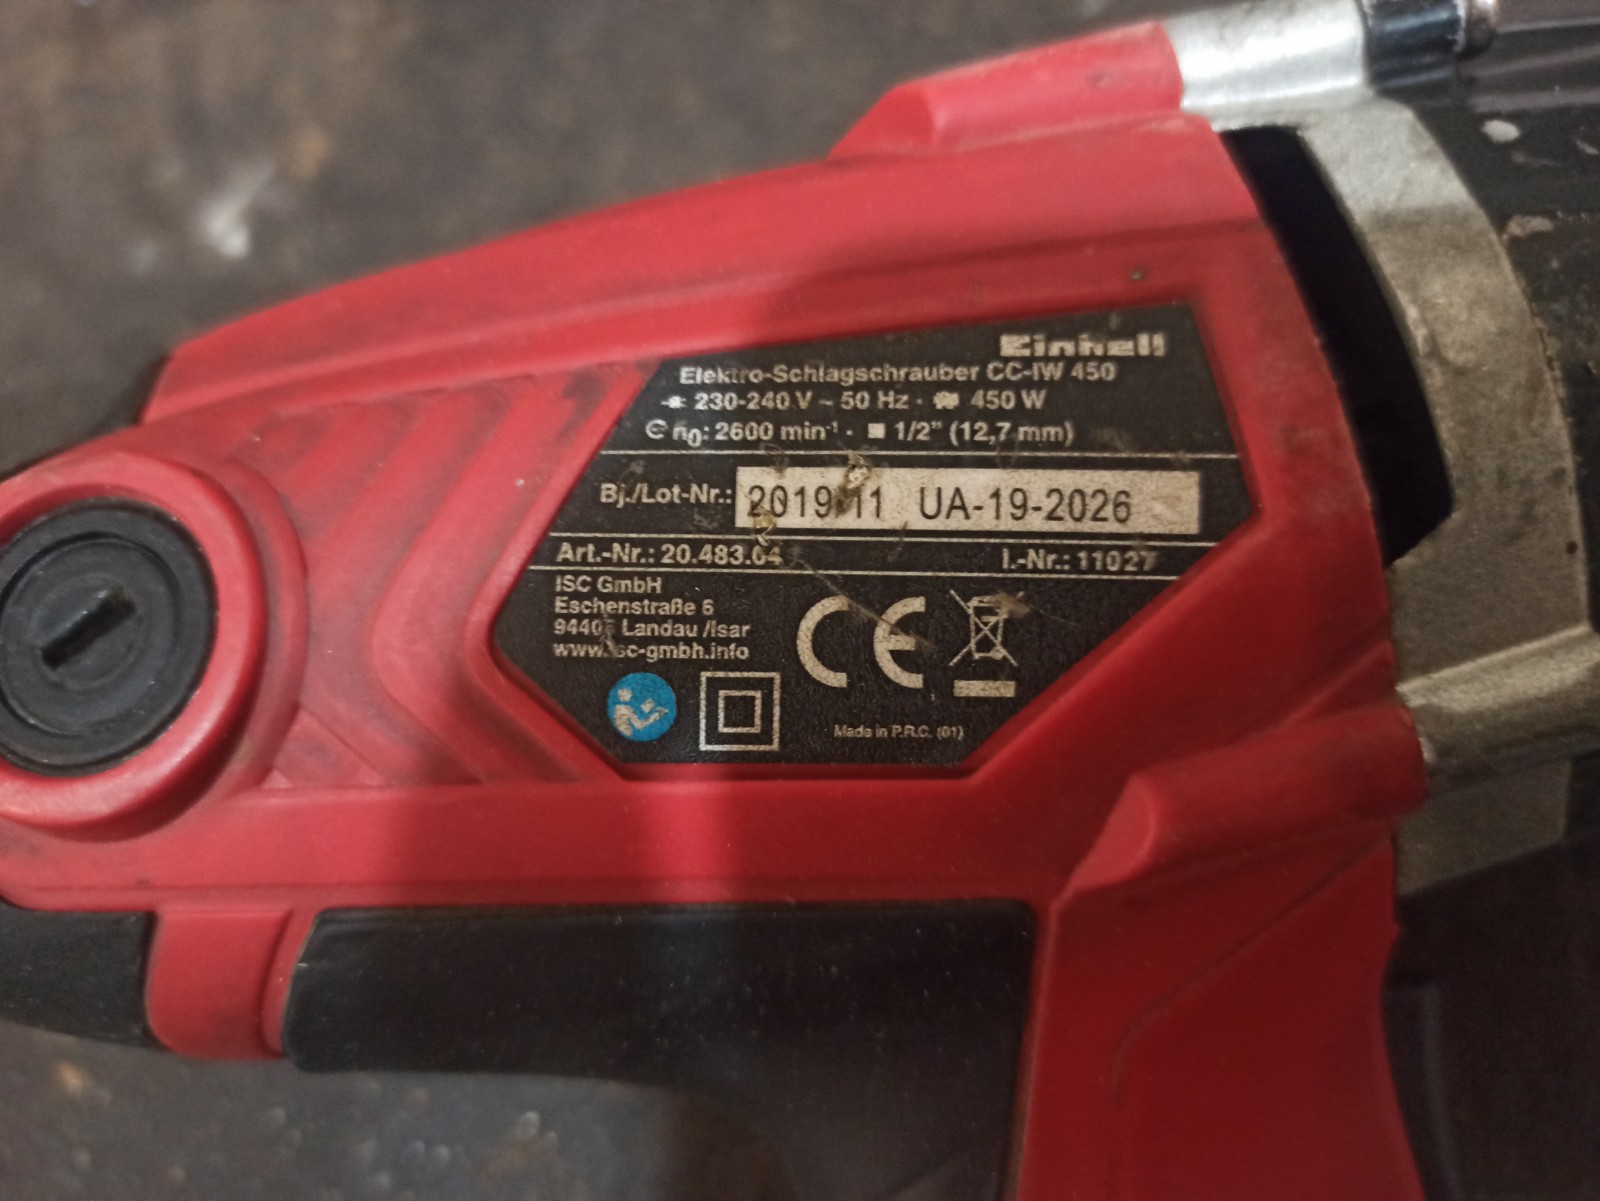 Einhell
Elektro-Schlagschrauber CC-IW 450
230-240 V ~ 50 Hz · 450 W
n0: 2600 min-1 · 1/2" (12,7 mm)
Bj./Lot-Nr.: 2019/11 UA-19-2026
Art.-Nr.: 20.483.04 I.-Nr.: 11027
ISC GmbH
Eschenstraße 6
94405 Landau /Isar
www.isc-gmbh.info
CE
Made in P.R.C. (01)